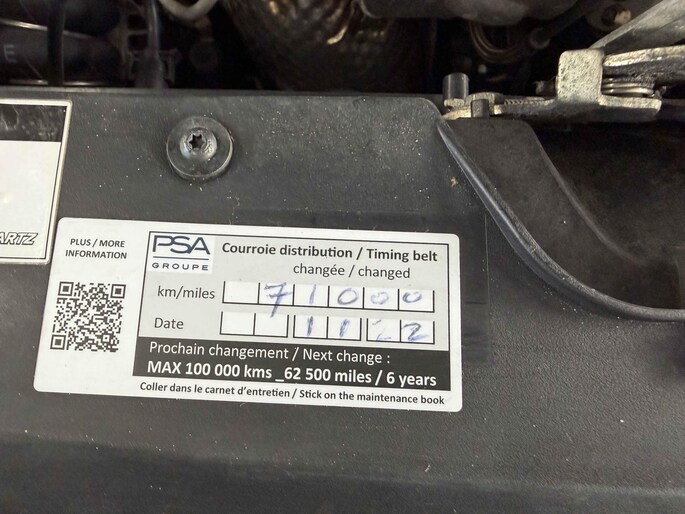 E
ARTZ
PLUS / MORE
INFORMATION
PSA
GROUPE
Courroie distribution / Timing belt
changée / changed
km/miles 71000
Date 11 22
Prochain changement / Next change :
MAX 100 000 kms _62 500 miles / 6 years
Coller dans le carnet d'entretien / Stick on the maintenance book